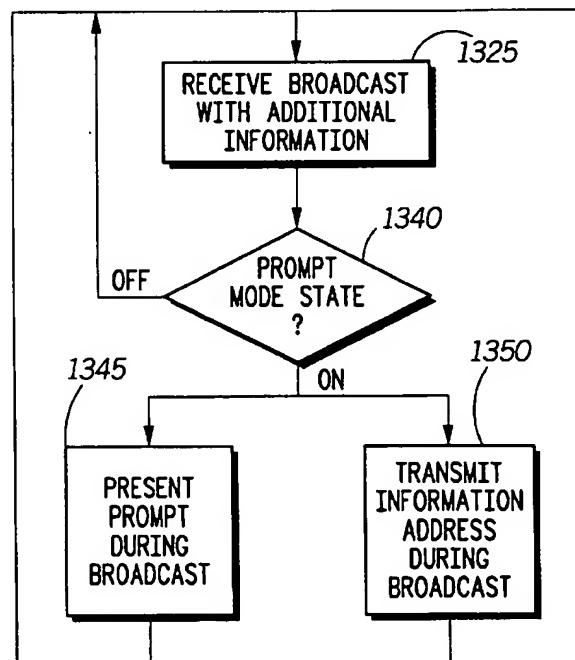 1325
RECEIVE BROADCAST
WITH ADDITIONAL
INFORMATION
1340
PROMPT
MODE STATE
?
OFF
ON
1345
PRESENT
PROMPT
DURING
BROADCAST
1350
TRANSMIT
INFORMATION
ADDRESS
DURING
BROADCAST